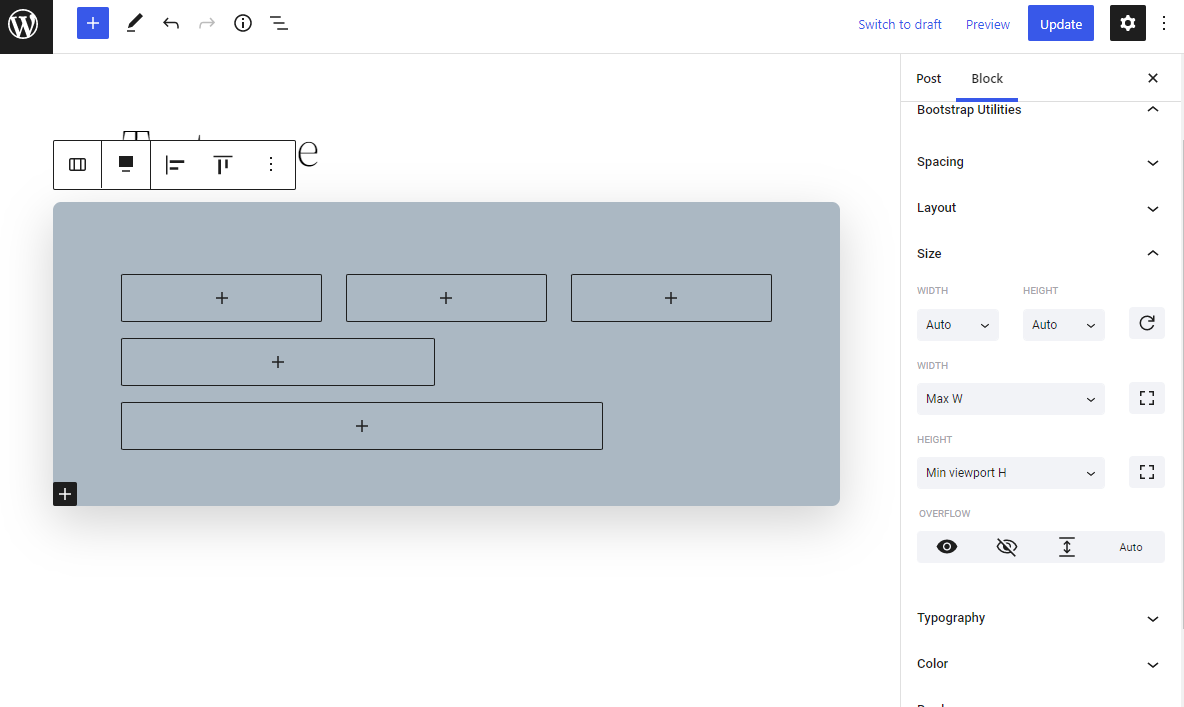 Switch to draft Preview Update
Post Block
Bootstrap Utilities
Spacing
Layout
Size
WIDTH HEIGHT
Auto Auto
WIDTH
Max W
HEIGHT
Min viewport H
OVERFLOW
Auto
Typography
Color